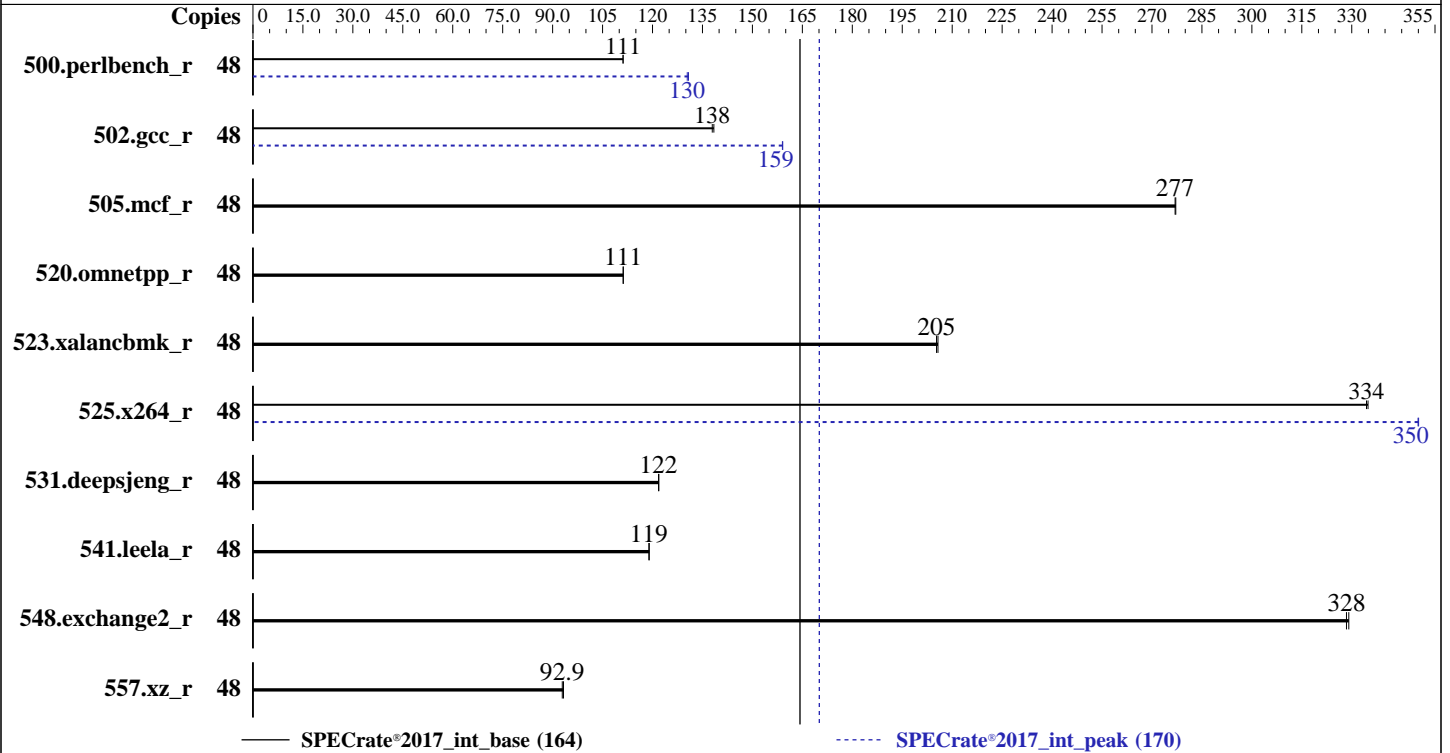 Copies 0 15.0 30.0 45.0 60.0 75.0 90.0 105 120 135 150 165 180 195 210 225 240 255 270 285 300 315 330 355
500.perlbench_r 48 111
130
502.gcc_r 48 138
159
505.mcf_r 48 277
520.omnetpp_r 48 111
523.xalancbmk_r 48 205
525.x264_r 48 334
350
531.deepsjeng_r 48 122
541.leela_r 48 119
548.exchange2_r 48 328
557.xz_r 48 92.9
SPECrate®2017_int_base (164) SPECrate®2017_int_peak (170)